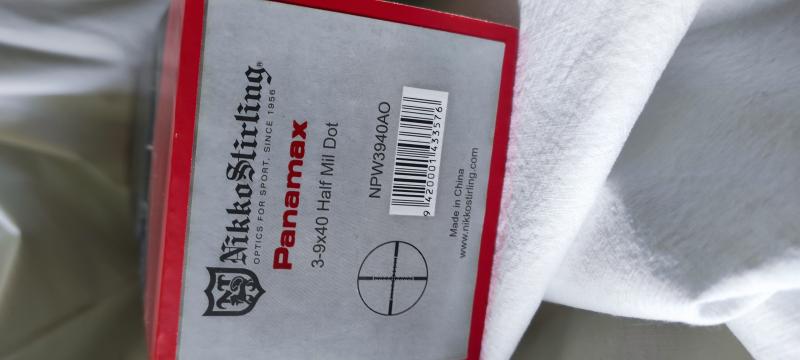 NikkoStirling®
OPTICS FOR SPORT, SINCE 1956
Panamax
3-9x40 Half Mil Dot
NPW3940AO
9 420001 433576
Made in China
www.nikkostirling.com